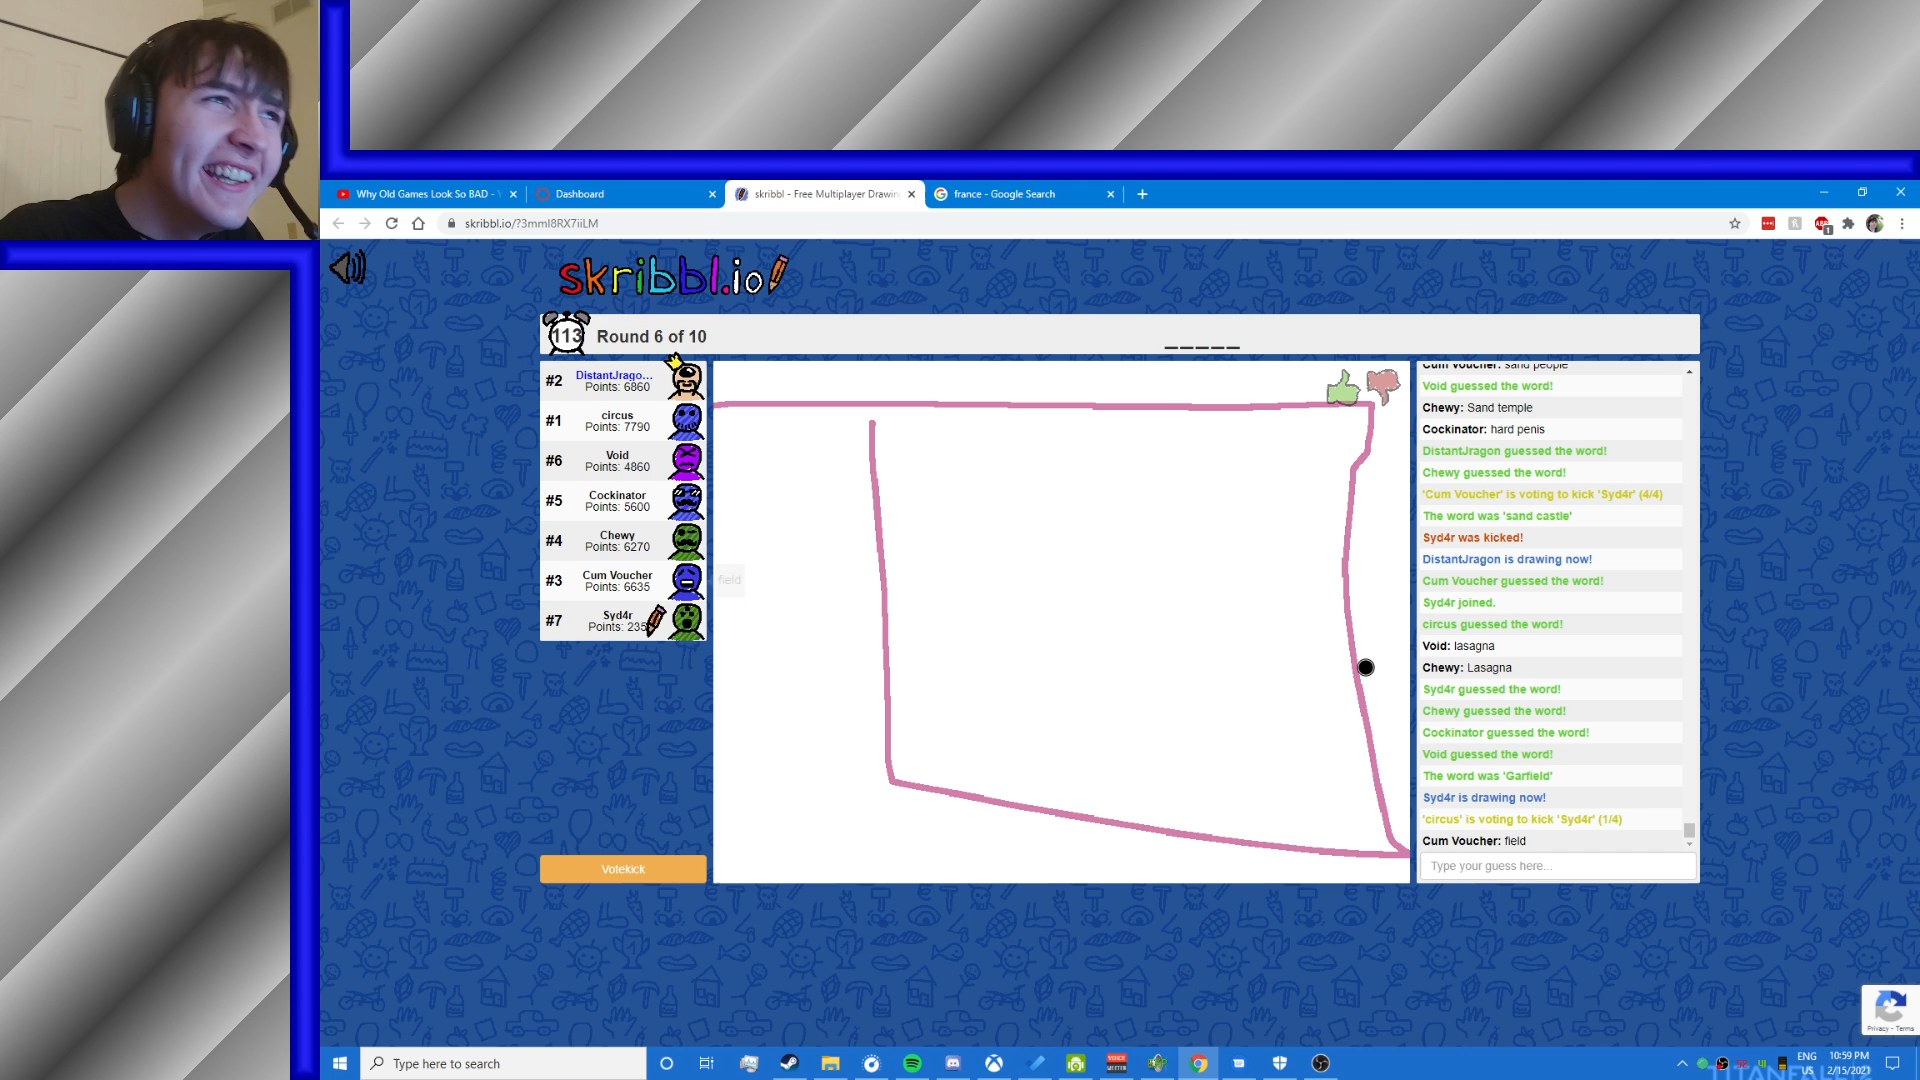 Why Old Games Look So BAD -
Dashboard
skribbl - Free Multiplayer Drawin
france - Google Search
skribbl.io/?3mml8RX7iiLM
skribbl.io
113 Round 6 of 10 _____
#2 DistantJrago... Points: 6860
#1 circus Points: 7790
#6 Void Points: 4860
#5 Cockinator Points: 5600
#4 Chewy Points: 6270
#3 Cum Voucher Points: 6635
#7 Syd4r Points: 235
Votekick
field
Cum Voucher: sand people
Void guessed the word!
Chewy: Sand temple
Cockinator: hard penis
DistantJragon guessed the word!
Chewy guessed the word!
'Cum Voucher' is voting to kick 'Syd4r' (4/4)
The word was 'sand castle'
Syd4r was kicked!
DistantJragon is drawing now!
Cum Voucher guessed the word!
Syd4r joined.
circus guessed the word!
Void: lasagna
Chewy: Lasagna
Syd4r guessed the word!
Chewy guessed the word!
Cockinator guessed the word!
Void guessed the word!
The word was 'Garfield'
Syd4r is drawing now!
'circus' is voting to kick 'Syd4r' (1/4)
Cum Voucher: field
Type your guess here...
Privacy - Terms
Type here to search
ENG
US
10:59 PM
2/15/2021